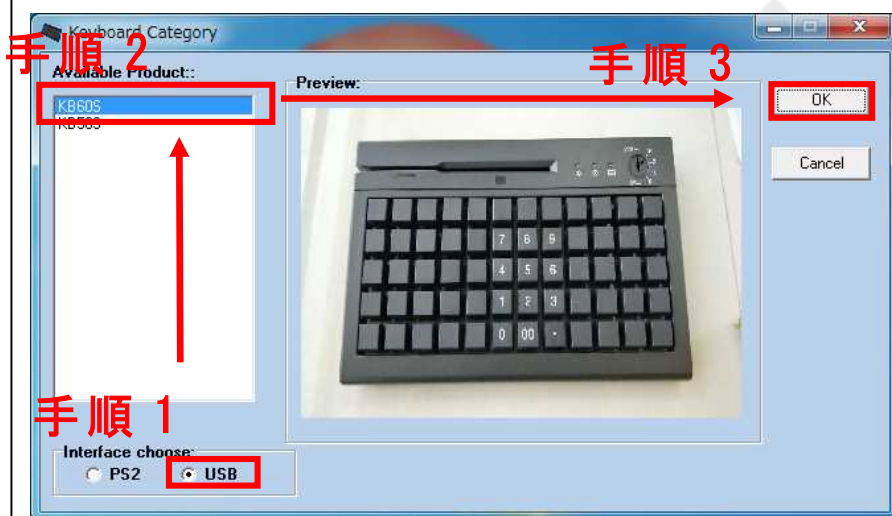 Keyboard Category
手順 2
Available Product::
手順 3
Preview:
KB60S
OK
Cancel
7 8 9
4 5 6
1 2 3
0 00 .
手順 1
Interface choose:
PS2 USB